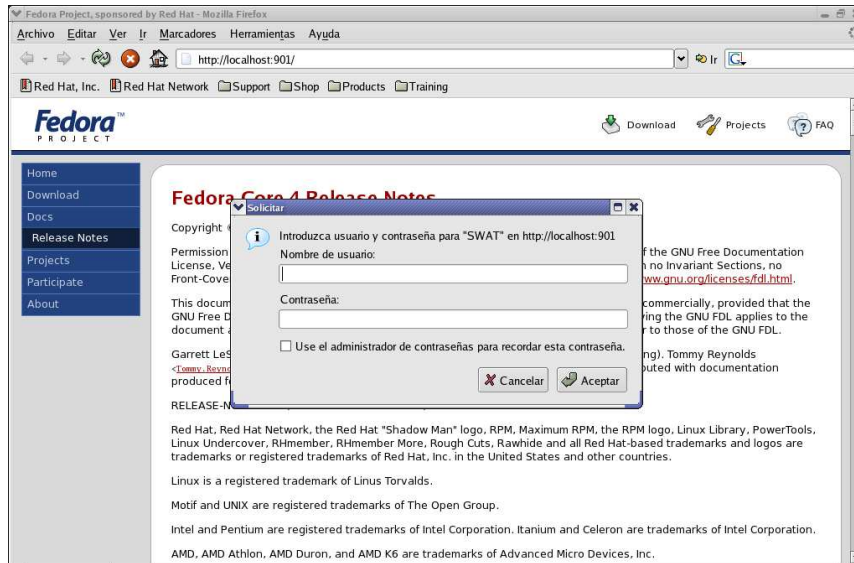 Fedora Project, sponsored by Red Hat - Mozilla Firefox
Archivo Editar Ver Ir Marcadores Herramientas Ayuda
http://localhost:901/
Ir
Red Hat, Inc. Red Hat Network Support Shop Products Training
Fedora™
PROJECT
Download Projects FAQ
Home
Download
Docs
Release Notes
Projects
Participate
About
Fedora Core 4 Release Notes
Copyright
Permission of the GNU Free Documentation
License, no Invariant Sections, no
Front-Cove ww.gnu.org/licenses/fdl.html.
This docum commercially, provided that the
GNU Free D ying the GNU FDL applies to the
document r to those of the GNU FDL.
Garrett LeS ng). Tommy Reynolds
<Tommy.Reyno uted with documentation
produced f
RELEASE-N
Solicitar
Introduzca usuario y contraseña para "SWAT" en http://localhost:901
Nombre de usuario:
Contraseña:
Use el administrador de contraseñas para recordar esta contraseña.
Cancelar Aceptar
Red Hat, Red Hat Network, the Red Hat "Shadow Man" logo, RPM, Maximum RPM, the RPM logo, Linux Library, PowerTools,
Linux Undercover, RHmember, RHmember More, Rough Cuts, Rawhide and all Red Hat-based trademarks and logos are
trademarks or registered trademarks of Red Hat, Inc. in the United States and other countries.
Linux is a registered trademark of Linus Torvalds.
Motif and UNIX are registered trademarks of The Open Group.
Intel and Pentium are registered trademarks of Intel Corporation. Itanium and Celeron are trademarks of Intel Corporation.
AMD, AMD Athlon, AMD Duron, and AMD K6 are trademarks of Advanced Micro Devices, Inc.